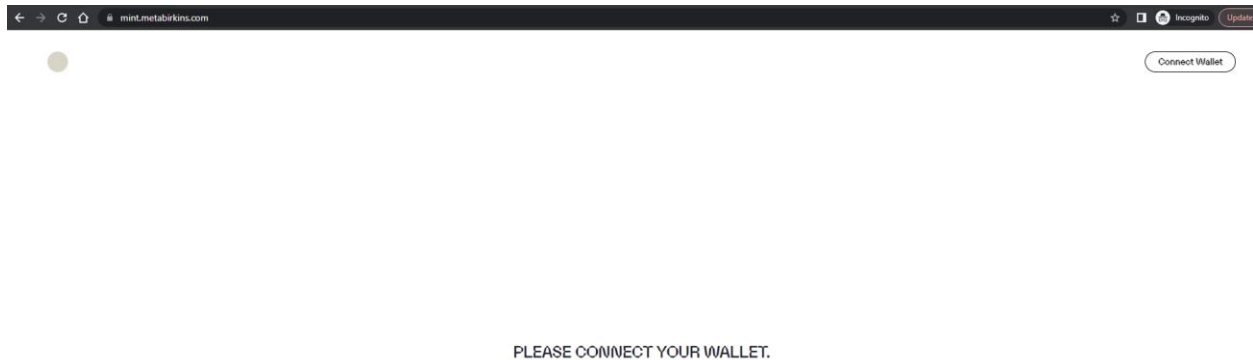 mint.metabirkins.com
Incognito
Update
Connect Wallet
PLEASE CONNECT YOUR WALLET.